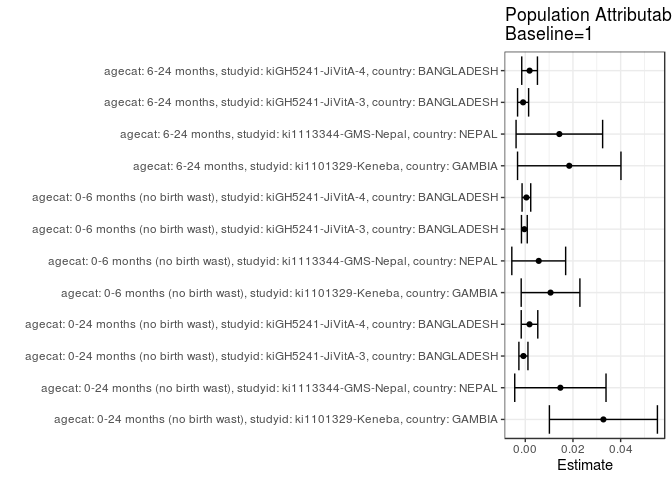 Population Attributab
Baseline=1
agecat: 6-24 months, studyid: kiGH5241-JiVitA-4, country: BANGLADESH
agecat: 6-24 months, studyid: kiGH5241-JiVitA-3, country: BANGLADESH
agecat: 6-24 months, studyid: ki1113344-GMS-Nepal, country: NEPAL
agecat: 6-24 months, studyid: ki1101329-Keneba, country: GAMBIA
agecat: 0-6 months (no birth wast), studyid: kiGH5241-JiVitA-4, country: BANGLADESH
agecat: 0-6 months (no birth wast), studyid: kiGH5241-JiVitA-3, country: BANGLADESH
agecat: 0-6 months (no birth wast), studyid: ki1113344-GMS-Nepal, country: NEPAL
agecat: 0-6 months (no birth wast), studyid: ki1101329-Keneba, country: GAMBIA
agecat: 0-24 months (no birth wast), studyid: kiGH5241-JiVitA-4, country: BANGLADESH
agecat: 0-24 months (no birth wast), studyid: kiGH5241-JiVitA-3, country: BANGLADESH
agecat: 0-24 months (no birth wast), studyid: ki1113344-GMS-Nepal, country: NEPAL
agecat: 0-24 months (no birth wast), studyid: ki1101329-Keneba, country: GAMBIA
0.00 0.02 0.04
Estimate